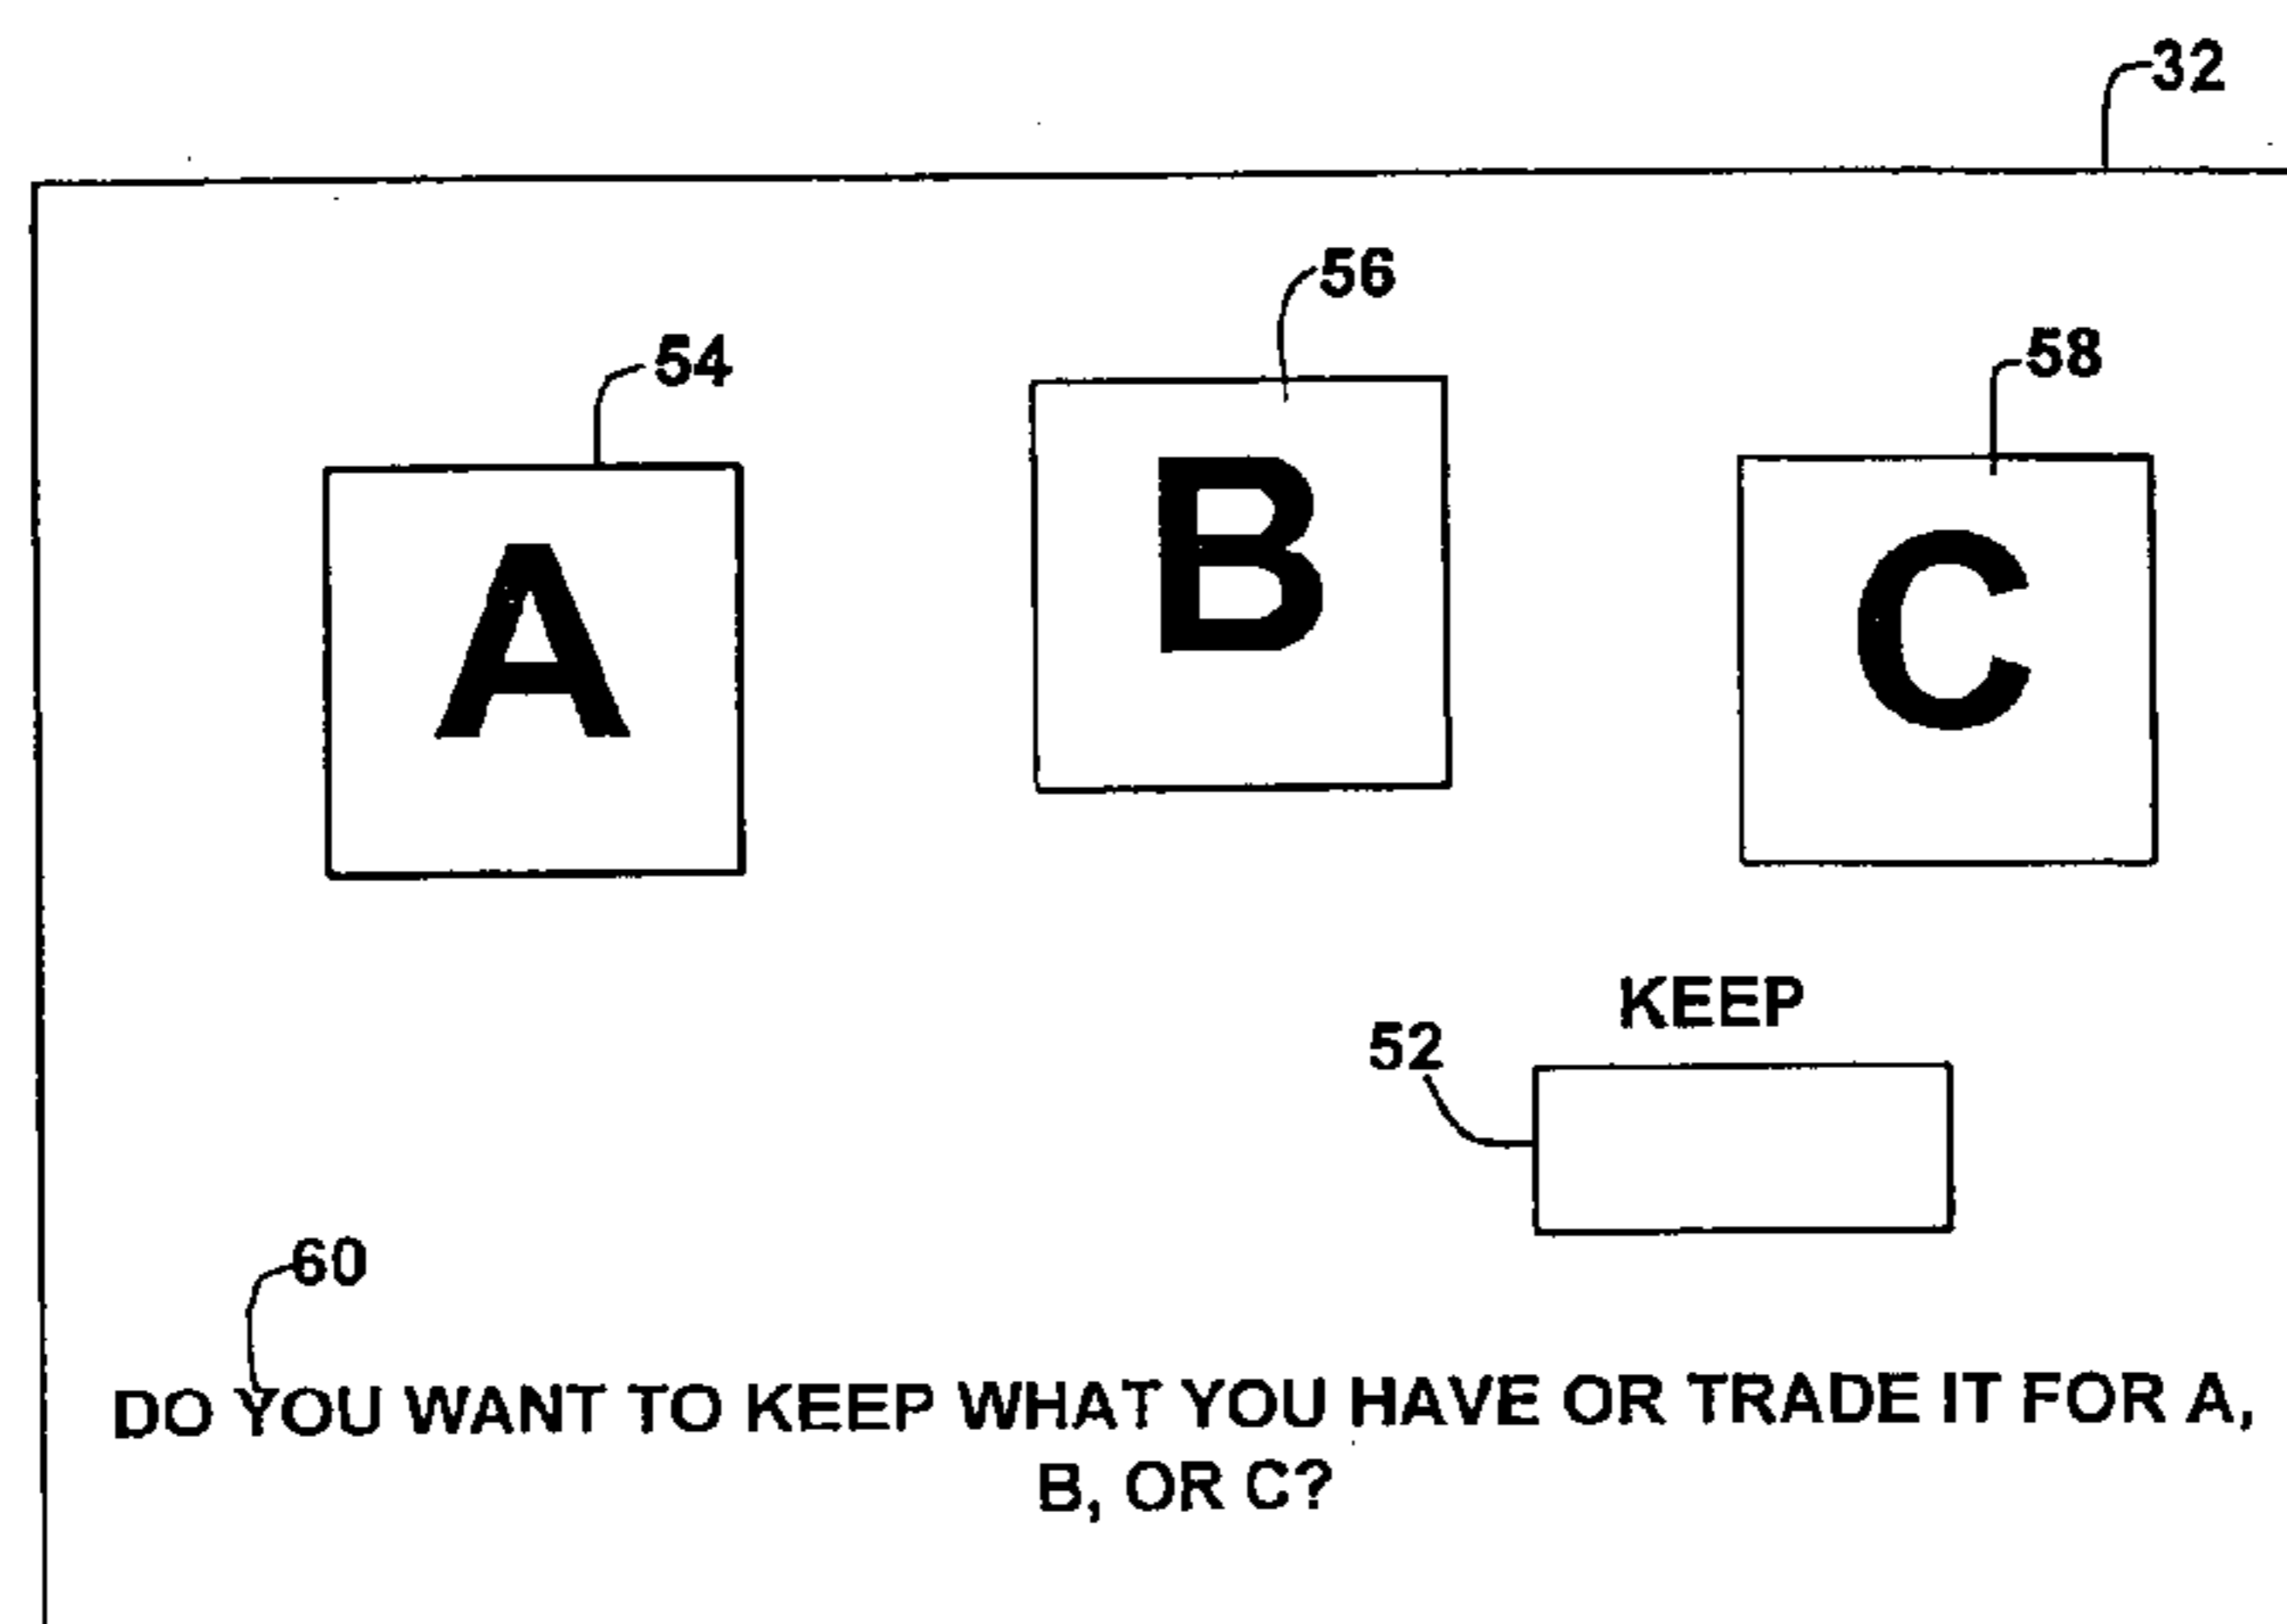 32
56
54
58
A
B
C
KEEP
52
60
DO YOU WANT TO KEEP WHAT YOU HAVE OR TRADE IT FOR A,
B, OR C?